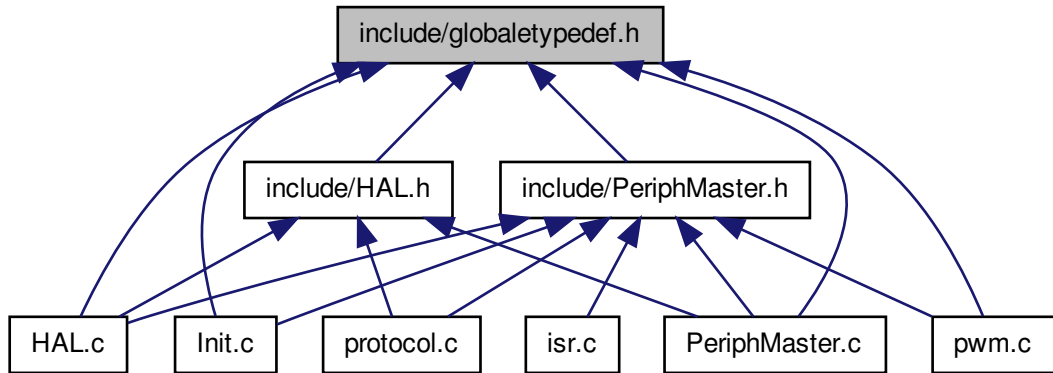 include/globaletypedef.h
include/HAL.h
include/PeriphMaster.h
HAL.c
Init.c
protocol.c
isr.c
PeriphMaster.c
pwm.c